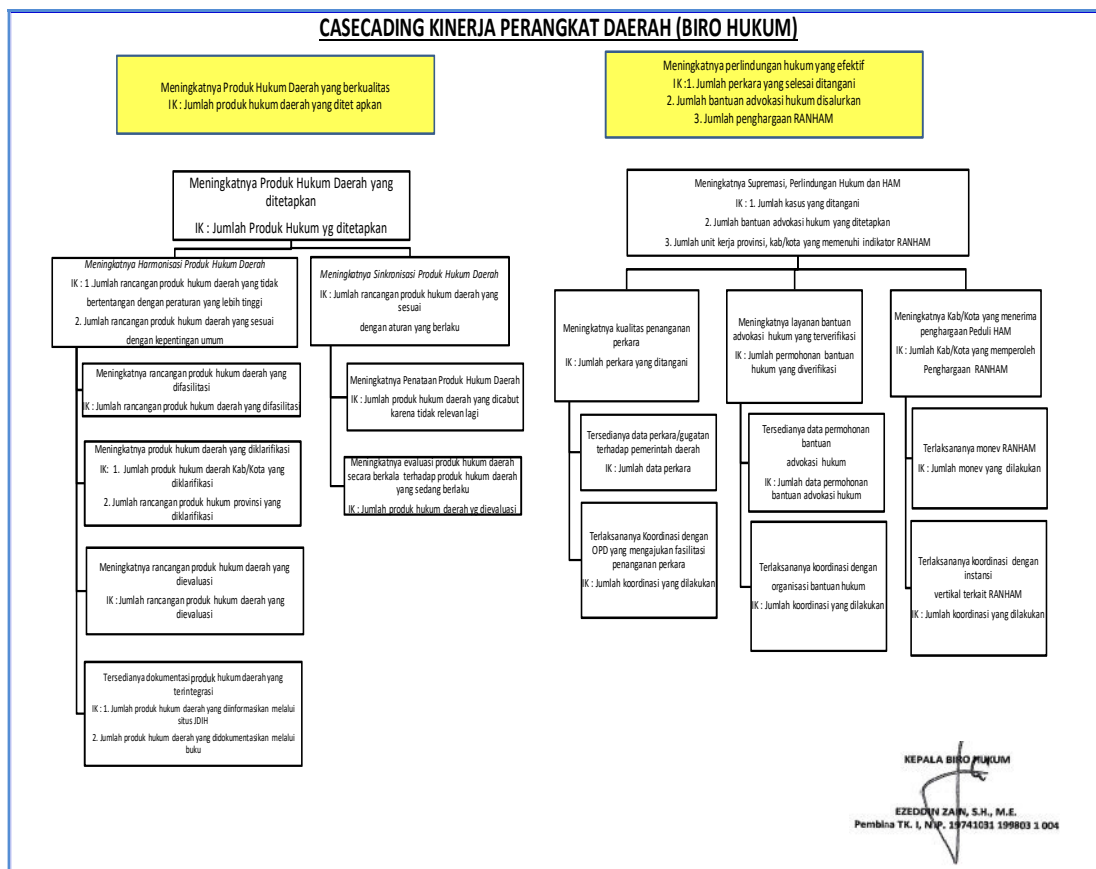 CASECADING KINERJA PERANGKAT DAERAH (BIRO HUKUM)
Meningkatnya Produk Hukum Daerah yang berkualitas
IK : Jumlah produk hukum daerah yang ditet apkan
Meningkatnya perlindungan hukum yang efektif
IK :1. Jumlah perkara yang selesai ditangani
2. Jumlah bantuan advokasi hukum disalurkan
3. Jumlah penghargaan RANHAM
Meningkatnya Produk Hukum Daerah yang
ditetapkan
IK : Jumlah Produk Hukum yg ditetapkan
Meningkatnya Harmonisasi Produk Hukum Daerah
IK : 1 .Jumlah rancangan produk hukum daerah yang tidak
bertentangan dengan peraturan yang lebih tinggi
2. Jumlah rancangan produk hukum daerah yang sesuai
dengan kepentingan umum
Meningkatnya rancangan produk hukum daerah yang
difasilitasi
IK : Jumlah rancangan produk hukum daerah yang difasilitasi
Meningkatnya produk hukum daerah yang diklarifikasi
IK: 1. Jumlah produk hukum daerah Kab/Kota yang
diklarifikasi
2. Jumlah rancangan produk hukum provinsi yang
diklarifikasi
Meningkatnya rancangan produk hukum daerah yang
dievaluasi
IK : Jumlah rancangan produk hukum daerah yang
dievaluasi
Tersedianya dokumentasi produk hukum daerah yang
terintegrasi
IK : 1. Jumlah produk hukum daerah yang diinformasikan melalui
situs JDIH
2. Jumlah produk hukum daerah yang didokumentasikan melalui
buku
Meningkatnya Sinkronisasi Produk Hukum Daerah
IK : Jumlah rancangan produk hukum daerah yang
sesuai
dengan aturan yang berlaku
Meningkatnya Penataan Produk Hukum Daerah
IK : Jumlah produk hukum daerah yang dicabut
karena tidak relevan lagi
Meningkatnya evaluasi produk hukum daerah
secara berkala terhadap produk hukum daerah
yang sedang berlaku
IK : Jumlah produk hukum daerah yg dievaluasi
Meningkatnya Supremasi, Perlindungan Hukum dan HAM
IK : 1. Jumlah kasus yang ditangani
2. Jumlah bantuan advokasi hukum yang ditetapkan
3. Jumlah unit kerja provinsi, kab/kota yang memenuhi indikator RANHAM
Meningkatnya kualitas penanganan
perkara
IK : Jumlah perkara yang ditangani
Tersedianya data perkara/gugatan
terhadap pemerintah daerah
IK : Jumlah data perkara
Terlaksananya Koordinasi dengan
OPD yang mengajukan fasilitasi
penanganan perkara
IK : Jumlah koordinasi yang dilakukan
Meningkatnya layanan bantuan
advokasi hukum yang terverifikasi
IK : Jumlah permohonan bantuan
hukum yang diverifikasi
Tersedianya data permohonan
bantuan
advokasi hukum
IK : Jumlah data permohonan
bantuan advokasi hukum
Terlaksananya koordinasi dengan
organisasi bantuan hukum
IK : Jumlah koordinasi yang dilakukan
Meningkatnya Kab/Kota yang menerima
penghargaan Peduli HAM
IK : Jumlah Kab/Kota yang memperoleh
Penghargaan RANHAM
Terlaksananya monev RANHAM
IK : Jumlah monev yang dilakukan
Terlaksananya koordinasi dengan
instansi
vertikal terkait RANHAM
IK : Jumlah koordinasi yang dilakukan
KEPALA BIRO HUKUM
EZEDDIN ZAIN, S.H., M.E.
Pembina TK. I, NIP. 19741031 199803 1 004